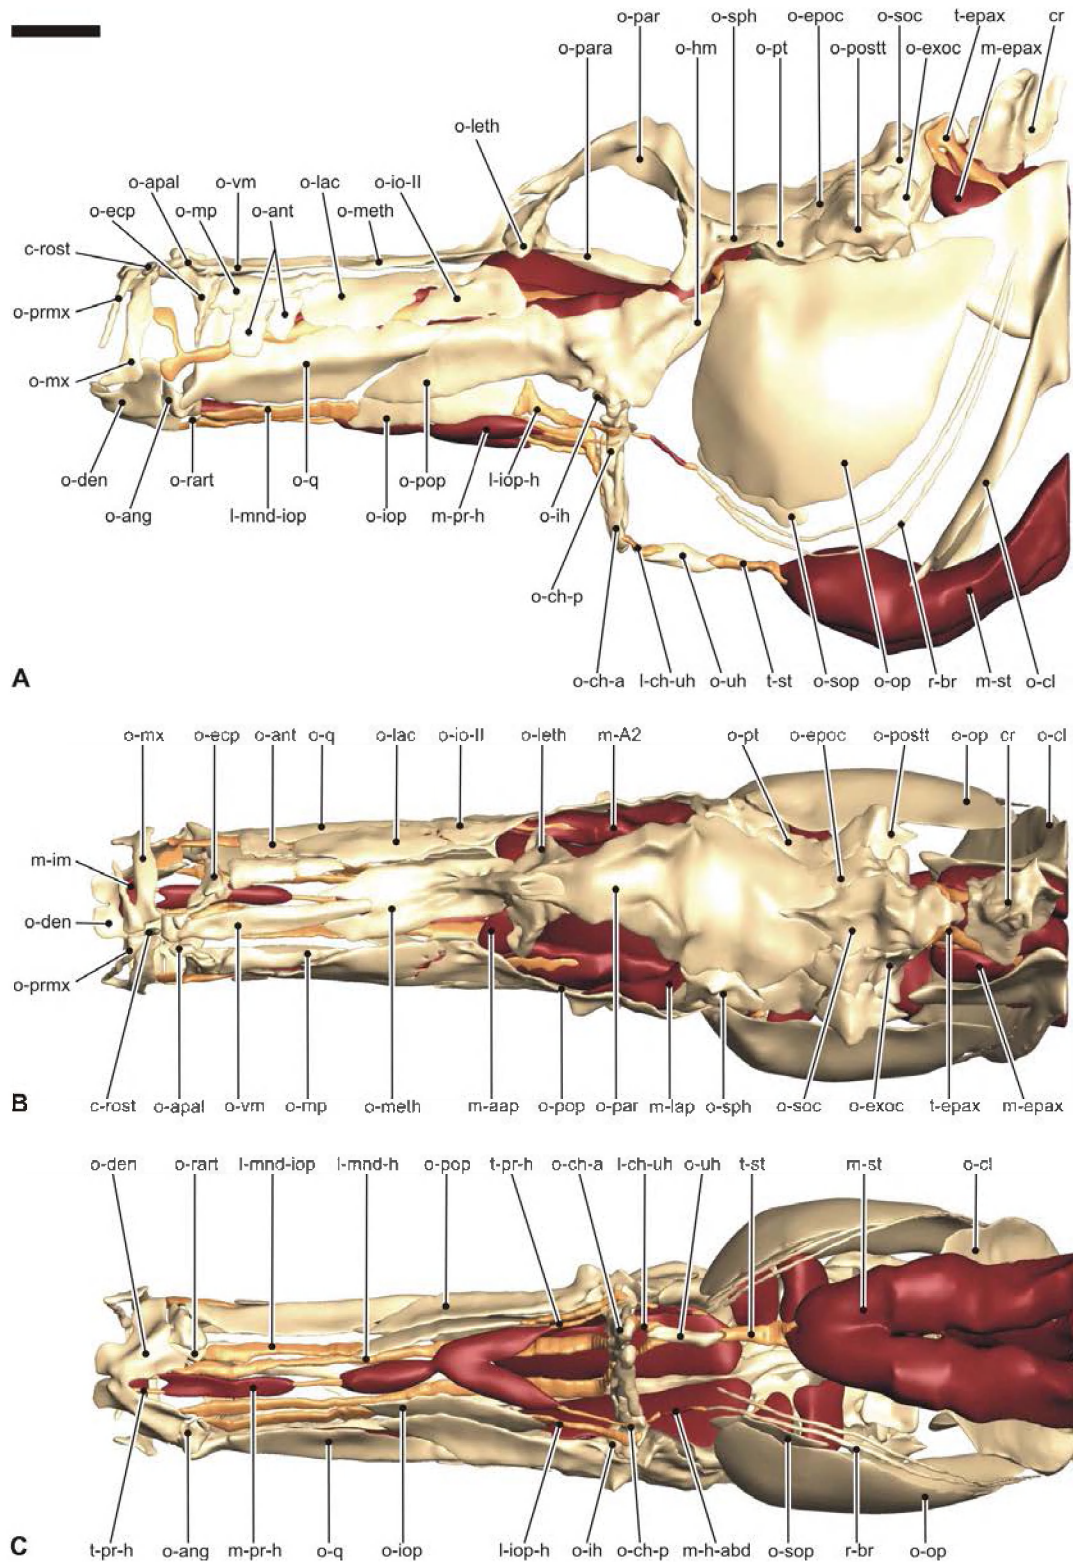 o-par o-sph o-epoc o-soc t-epax cr
o-para o-hm o-pt o-postt o-exoc m-epax
o-leth
o-apal o-vm o-lac o-io-II
o-ecp o-mp o-ant o-meth
c-rost
o-prmx
o-mx
o-den o-rart o-q o-pop l-iop-h
o-ang l-mnd-iop o-iop m-pr-h o-ih
o-ch-p
o-ch-a l-ch-uh o-uh t-st o-sop o-op r-br m-st o-cl
A
o-mx o-ecp o-ant o-q o-lac o-io-II o-leth m-A2 o-pt o-epoc o-postt o-op cr o-cl
m-im
o-den
o-prmx
c-rost o-apal o-vm o-mp o-meth m-aap o-pop o-par m-lap o-sph o-soc o-exoc t-epax m-epax
B
o-den o-rart l-mnd-iop l-mnd-h o-pop t-pr-h o-ch-a l-ch-uh o-uh t-st m-st o-cl
t-pr-h o-ang m-pr-h o-q o-iop l-iop-h o-ih o-ch-p m-h-abd o-sop r-br o-op
C